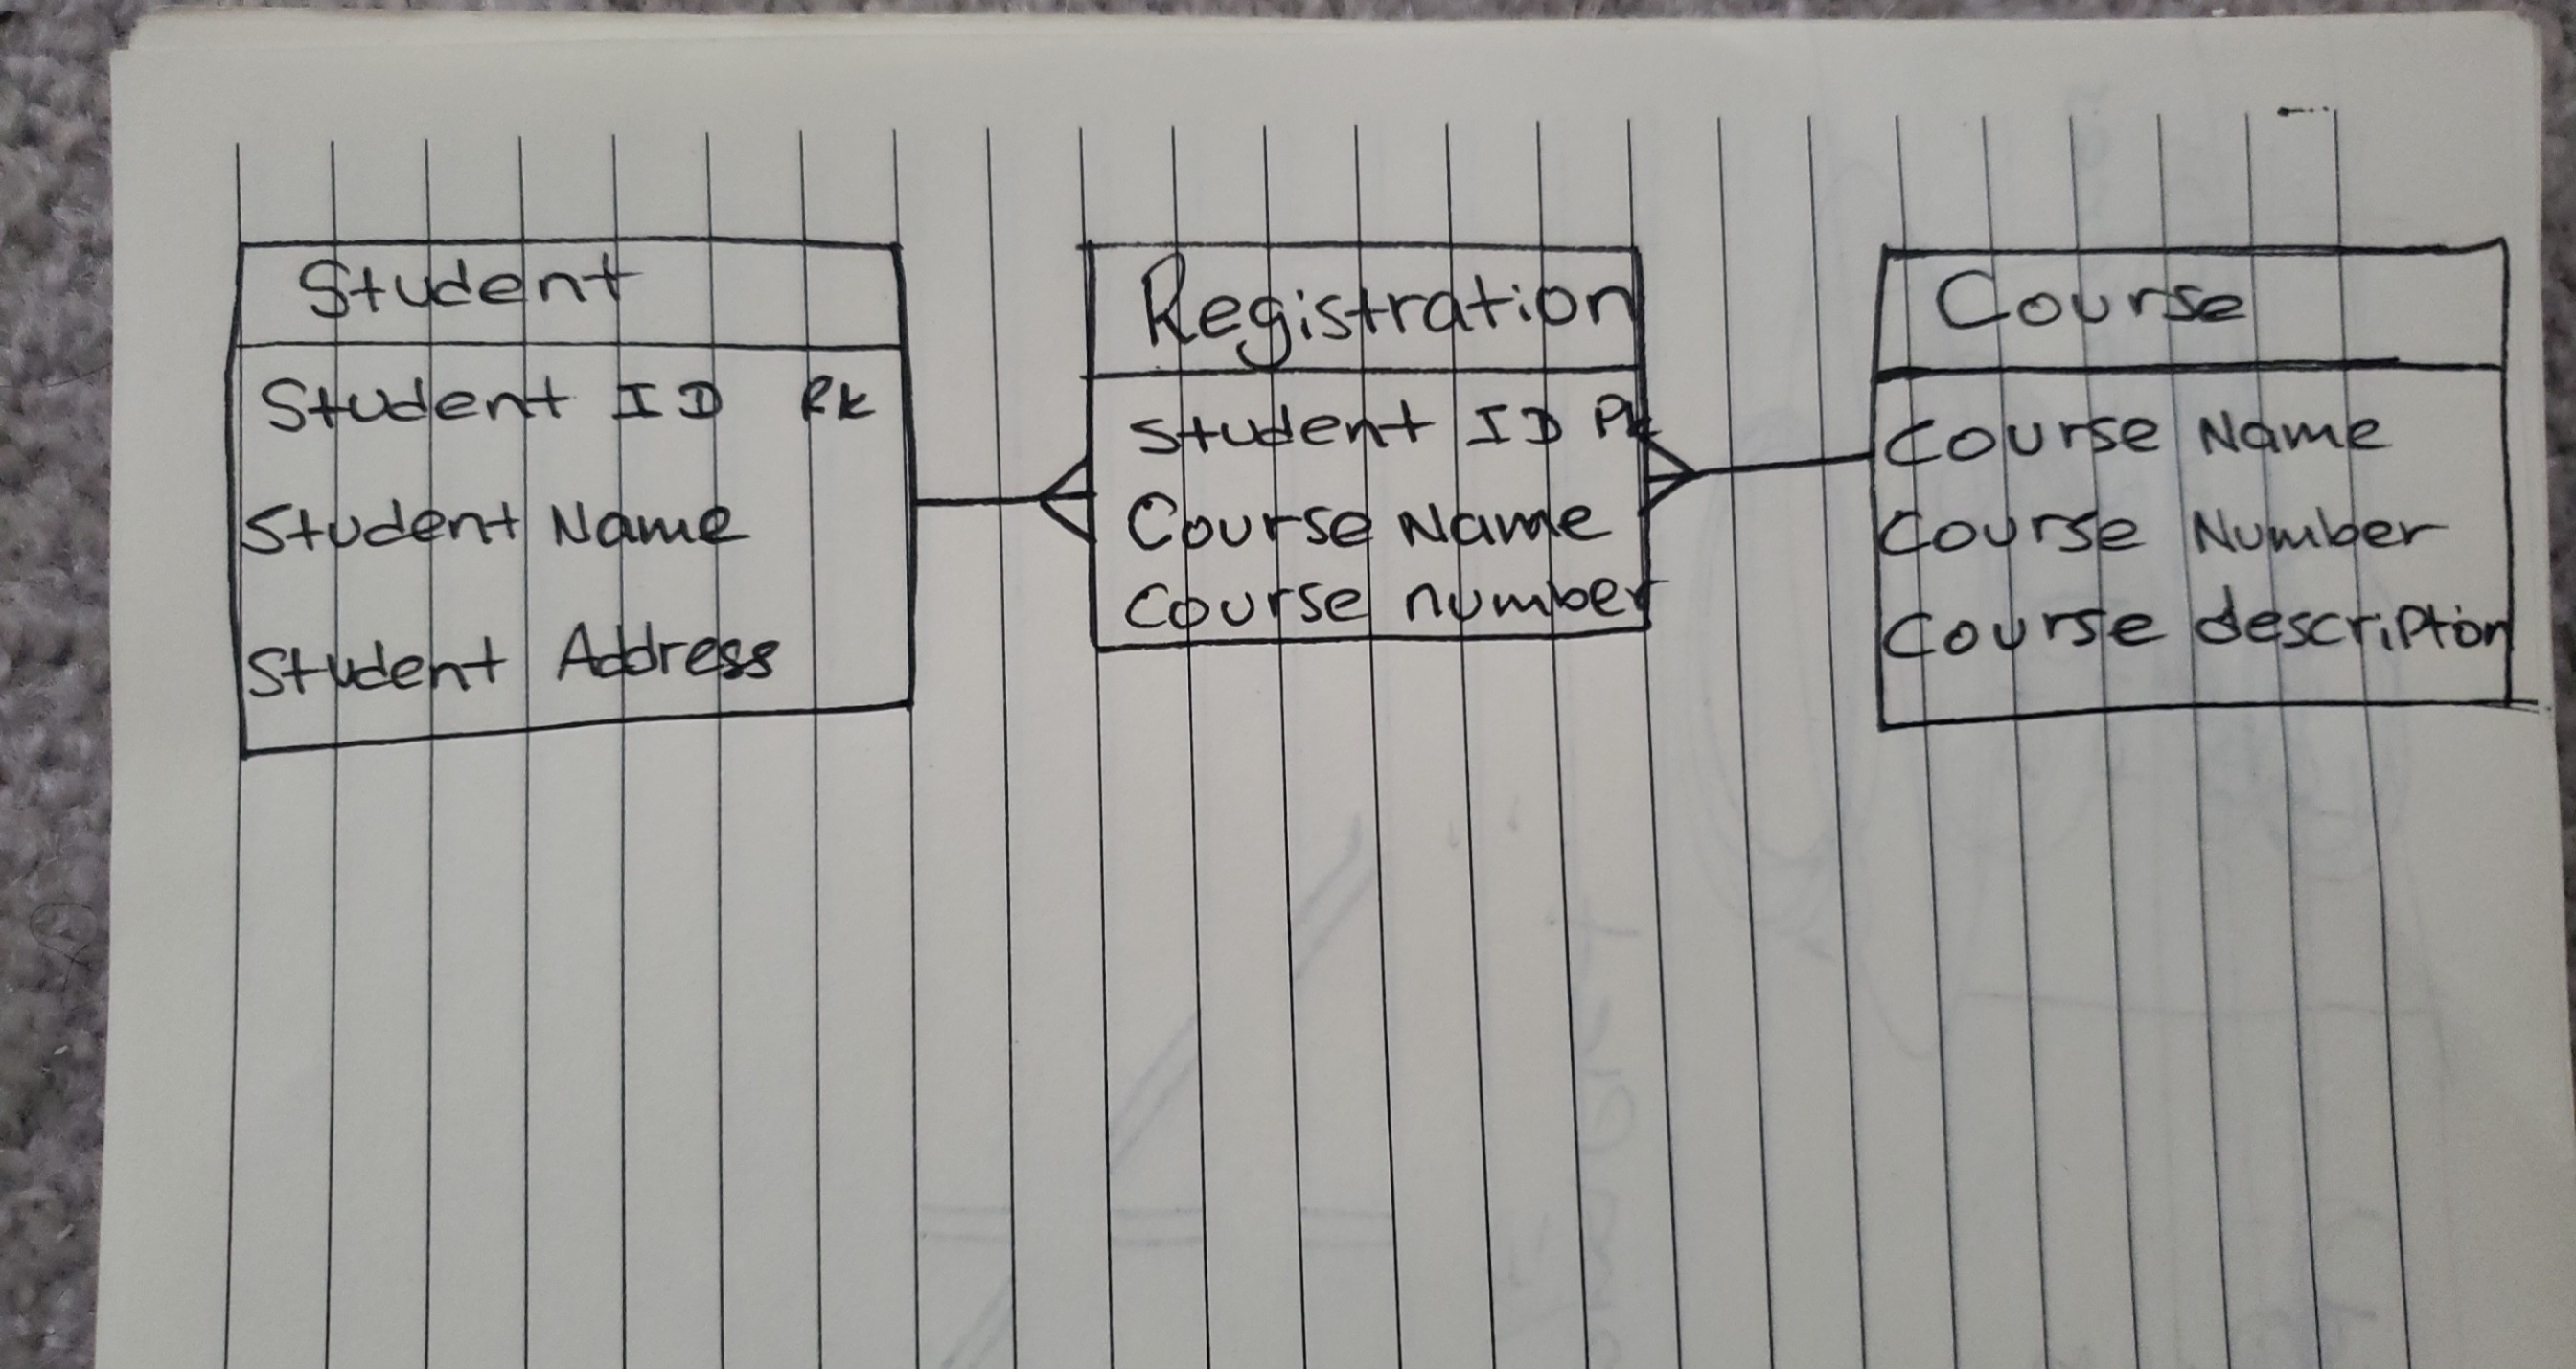 Student
Student ID PK
Student Name
Student Address
Registration
Student ID PK
Course Name
Course number
Course
Course Name
Course Number
Course description